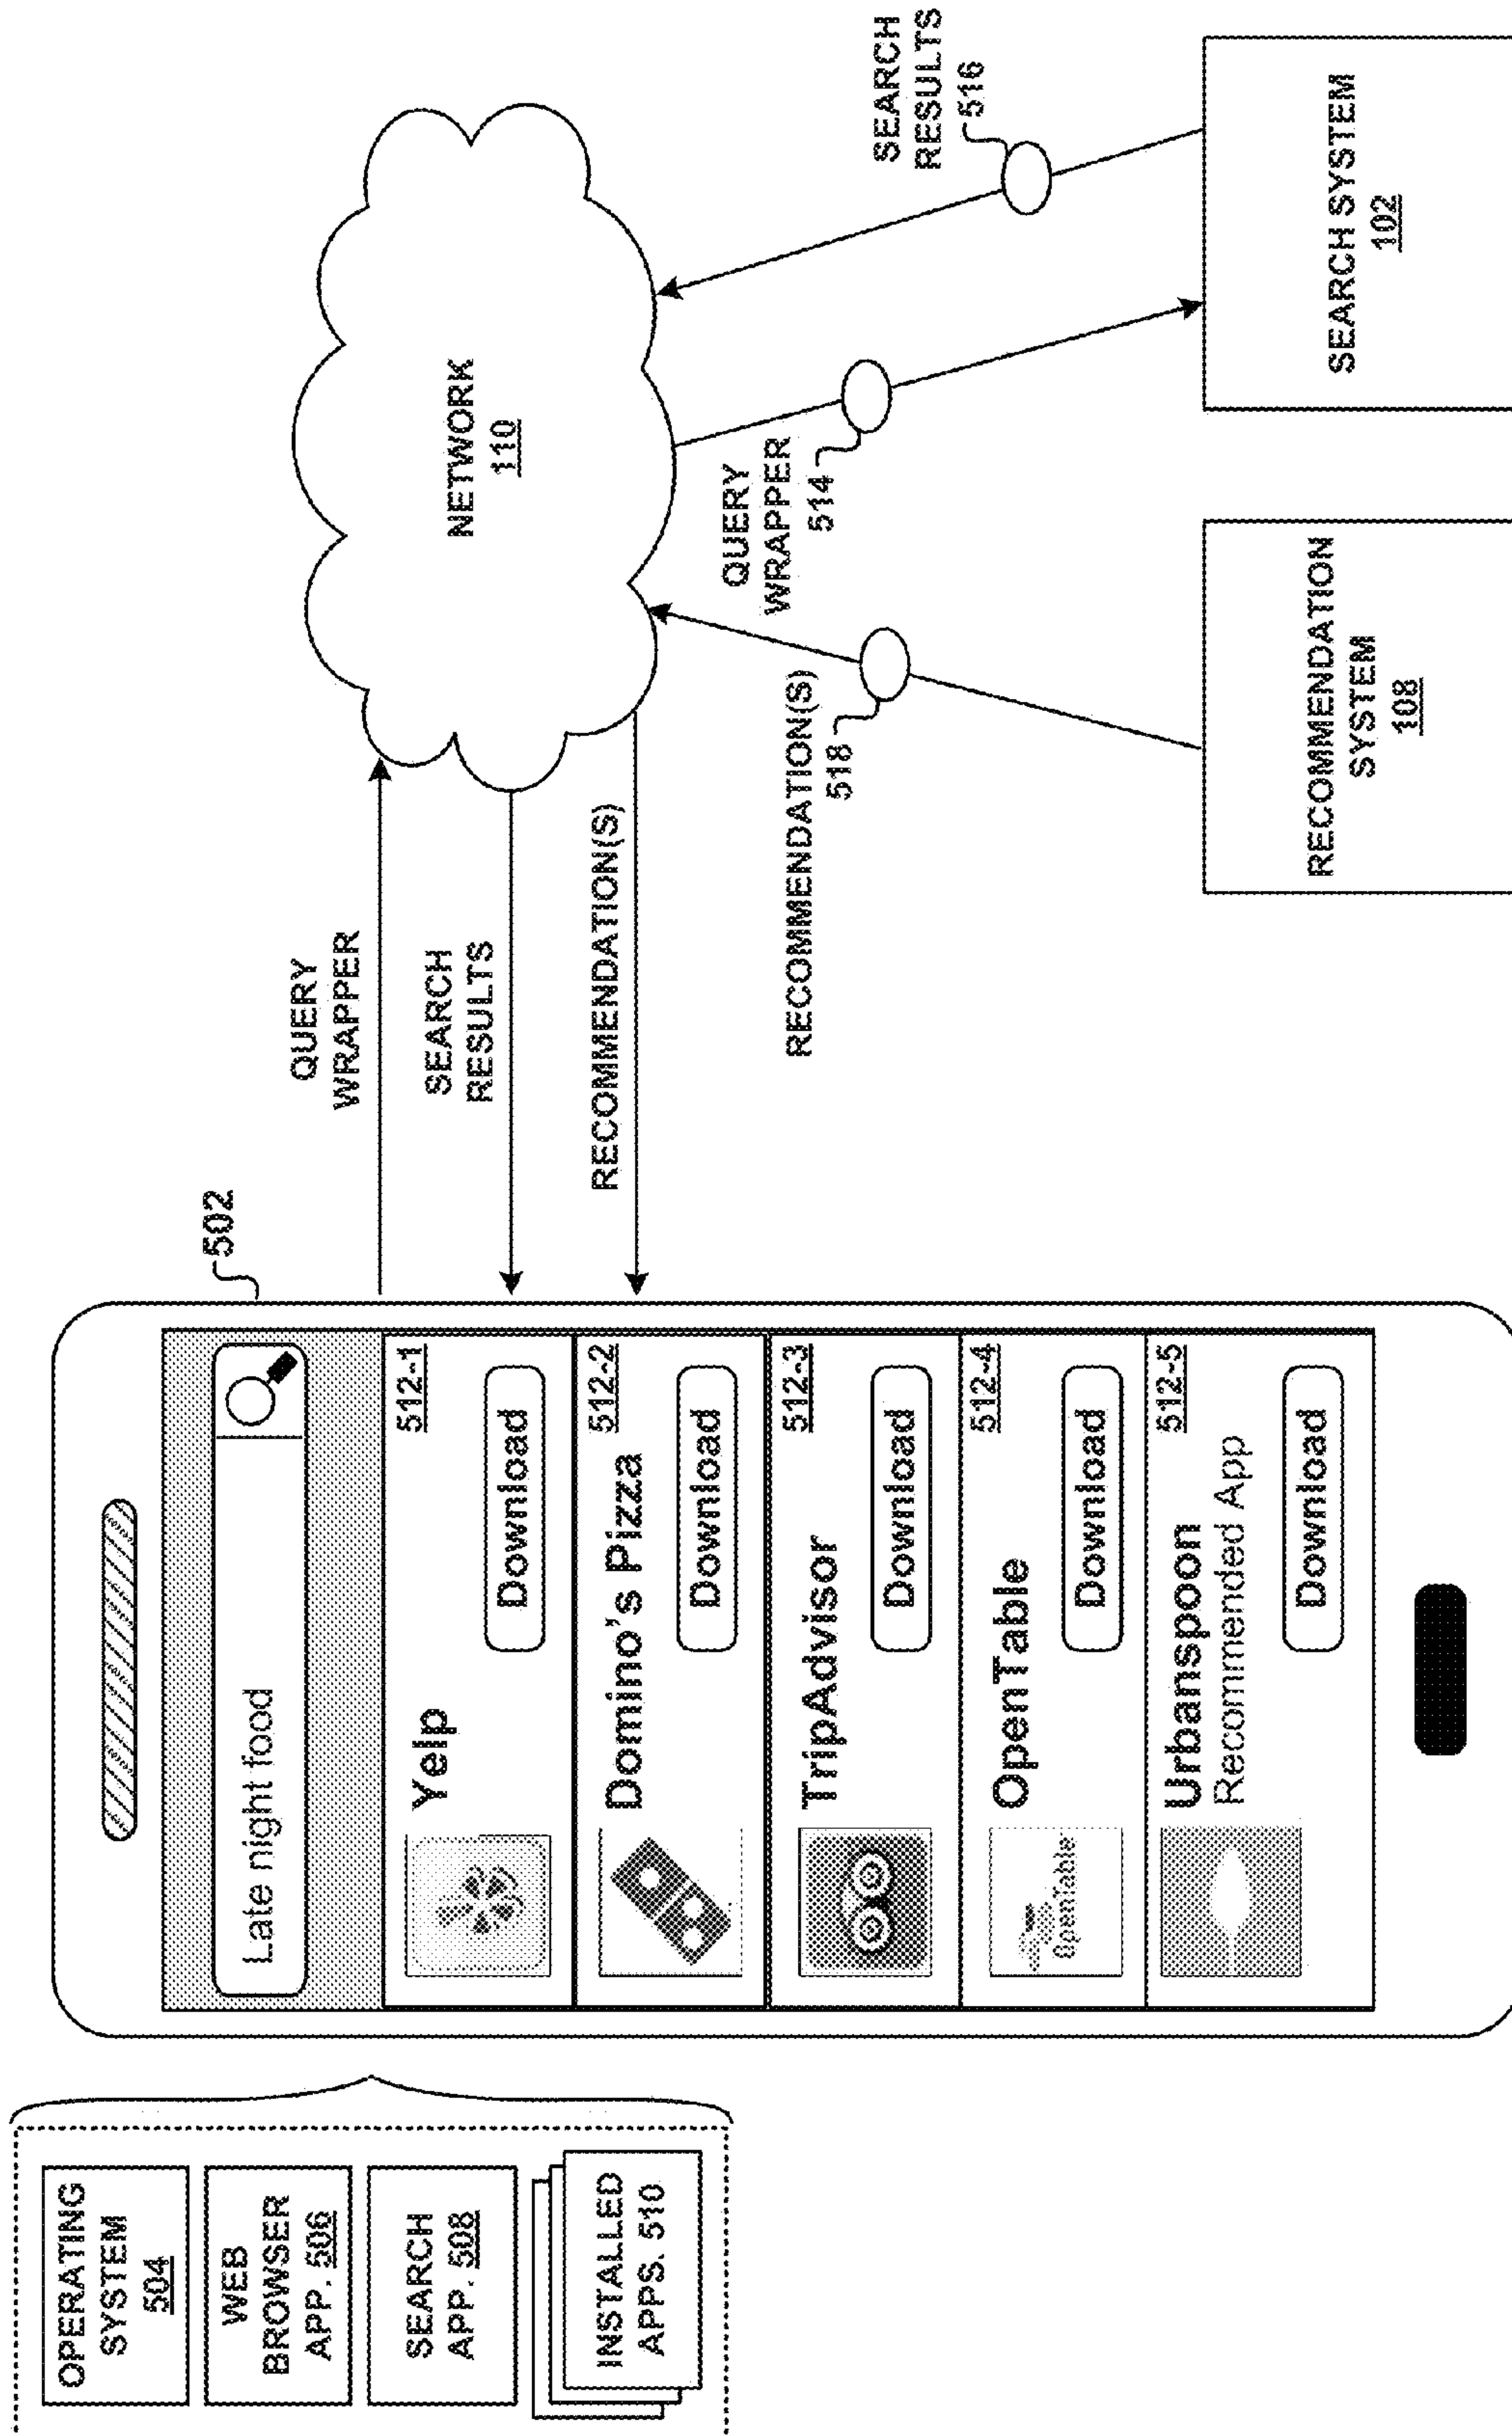 OPERATING
SYSTEM
504
WEB
BROWSER
APP. 506
SEARCH
APP. 508
INSTALLED
APPS. 510
502
Late night food
Yelp
512-1
Download
Domino's Pizza
512-2
Download
TripAdvisor
512-3
Download
OpenTable
OpenTable
512-4
Download
Urbanspoon
Recommended App
512-5
Download
QUERY
WRAPPER
SEARCH
RESULTS
RECOMMENDATION(S)
NETWORK
110
RECOMMENDATION(S)
518
QUERY
WRAPPER
514
SEARCH
RESULTS
516
RECOMMENDATION
SYSTEM
108
SEARCH SYSTEM
102